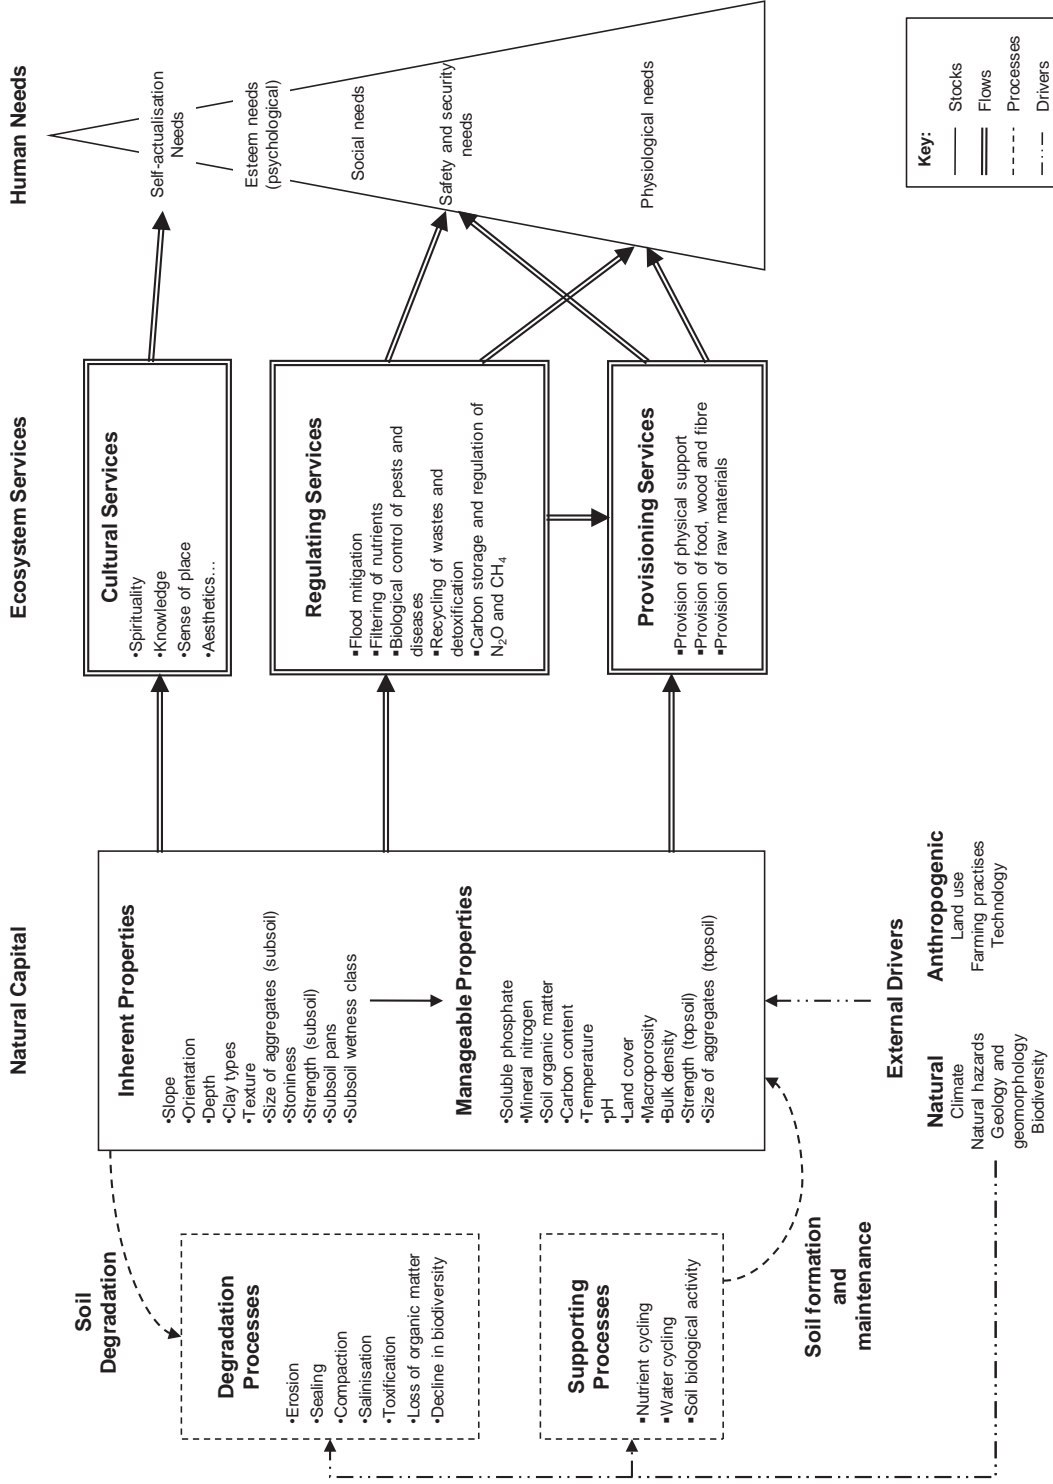 Natural Capital
Ecosystem Services
Human Needs
Soil
Degradation
Degradation
Processes
•Erosion
•Sealing
•Compaction
•Salinisation
•Toxification
•Loss of organic matter
•Decline in biodiversity
Supporting
Processes
▪Nutrient cycling
▪Water cycling
▪Soil biological activity
Soil formation
and
maintenance
Inherent Properties
•Slope
•Orientation
•Depth
•Clay types
•Texture
•Size of aggregates (subsoil)
•Stoniness
•Strength (subsoil)
•Subsoil pans
•Subsoil wetness class
Manageable Properties
•Soluble phosphate
•Mineral nitrogen
•Soil organic matter
•Carbon content
•Temperature
•pH
•Land cover
•Macroporosity
•Bulk density
•Strength (topsoil)
•Size of aggregates (topsoil)
External Drivers
Natural
Climate
Natural hazards
Geology and
geomorphology
Biodiversity
Anthropogenic
Land use
Farming practises
Technology
Cultural Services
•Spirituality
•Knowledge
•Sense of place
•Aesthetics…
Regulating Services
▪Flood mitigation
▪Filtering of nutrients
▪Biological control of pests and
diseases
▪Recycling of wastes and
detoxification
▪Carbon storage and regulation of
N₂O and CH₄
Provisioning Services
▪Provision of physical support
▪Provision of food, wood and fibre
▪Provision of raw materials
Self-actualisation
Needs
Esteem needs
(psychological)
Social needs
Safety and security
needs
Physiological needs
Key:
Stocks
Flows
Processes
Drivers